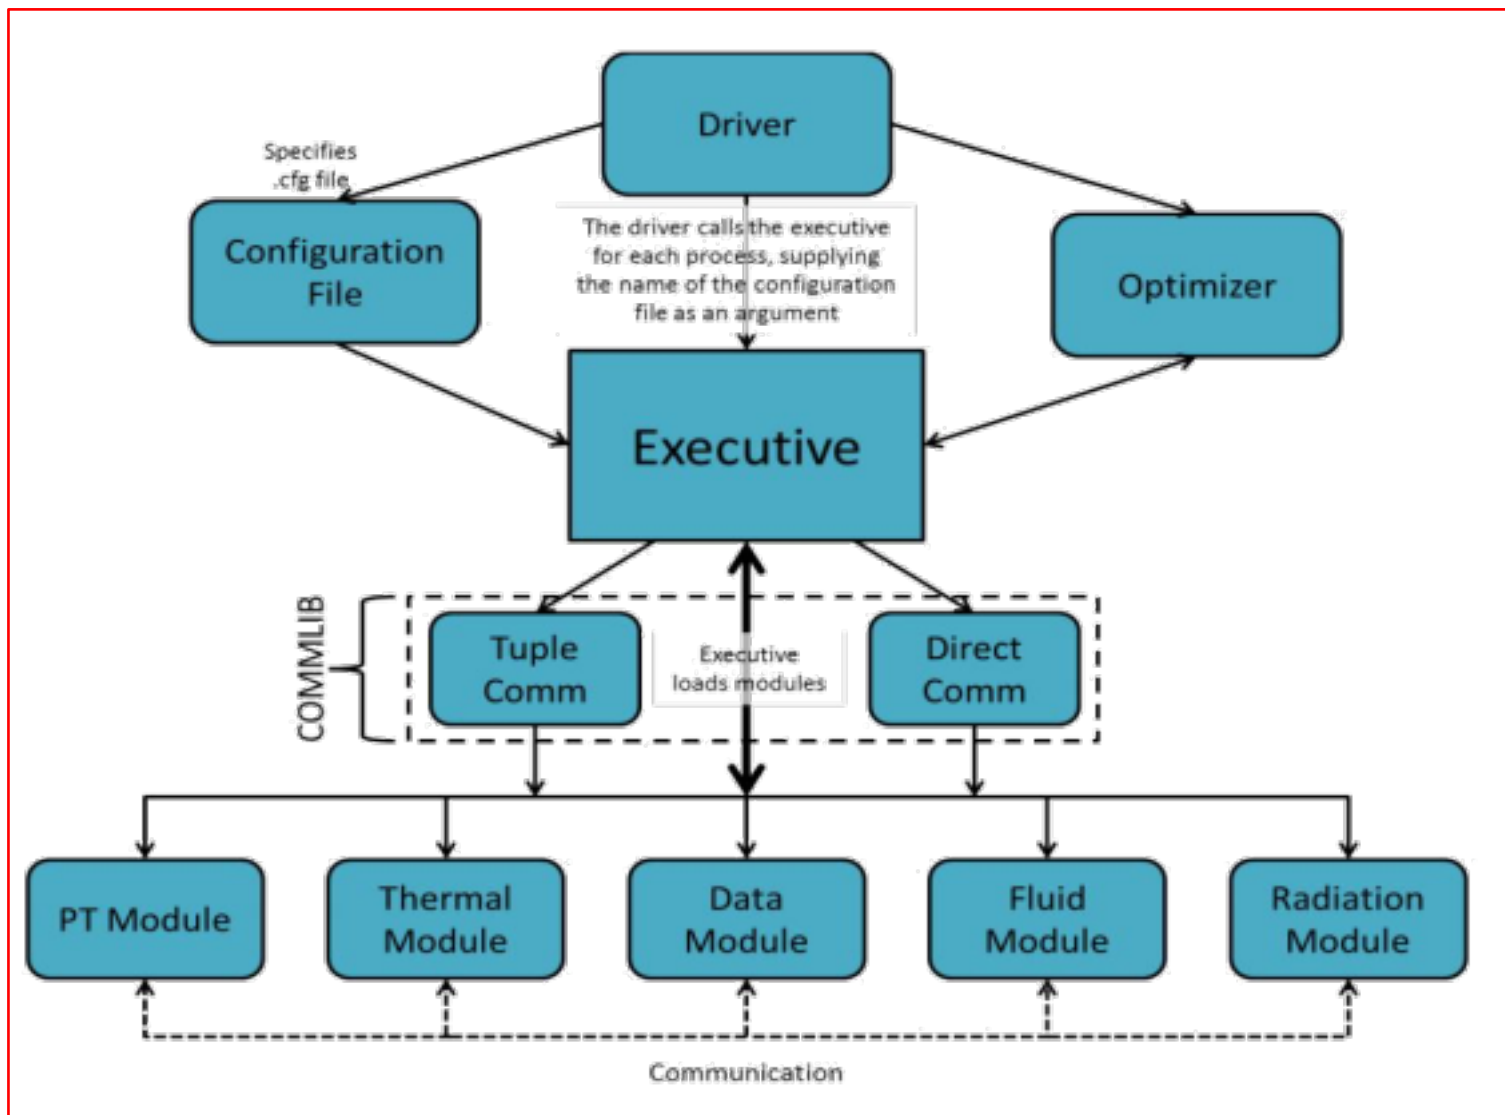 Driver
Specifies
.cfg file
Configuration
File
The driver calls the executive
for each process, supplying
the name of the configuration
file as an argument
Optimizer
Executive
COMMLIB
Tuple
Comm
Executive
loads modules
Direct
Comm
PT Module
Thermal
Module
Data
Module
Fluid
Module
Radiation
Module
Communication